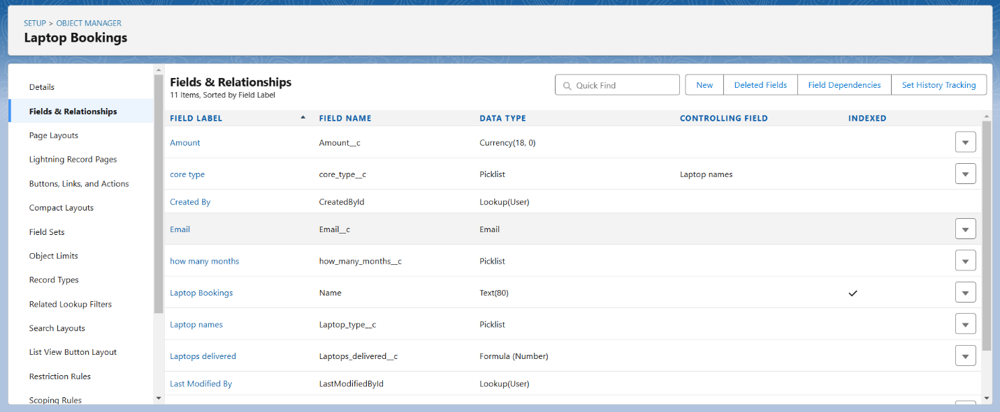 SETUP > OBJECT MANAGER
Laptop Bookings
Details
Fields & Relationships
Page Layouts
Lightning Record Pages
Buttons, Links, and Actions
Compact Layouts
Field Sets
Object Limits
Record Types
Related Lookup Filters
Search Layouts
List View Button Layout
Restriction Rules
Scoping Rules
Fields & Relationships
11 Items, Sorted by Field Label
Quick Find
New
Deleted Fields
Field Dependencies
Set History Tracking
FIELD LABEL FIELD NAME DATA TYPE CONTROLLING FIELD INDEXED
Amount Amount__c Currency(18, 0)
core type core_type__c Picklist Laptop names
Created By CreatedById Lookup(User)
Email Email__c Email
how many months how_many_months__c Picklist
Laptop Bookings Name Text(80)
Laptop names Laptop_type__c Picklist
Laptops delivered Laptops_delivered__c Formula (Number)
Last Modified By LastModifiedById Lookup(User)